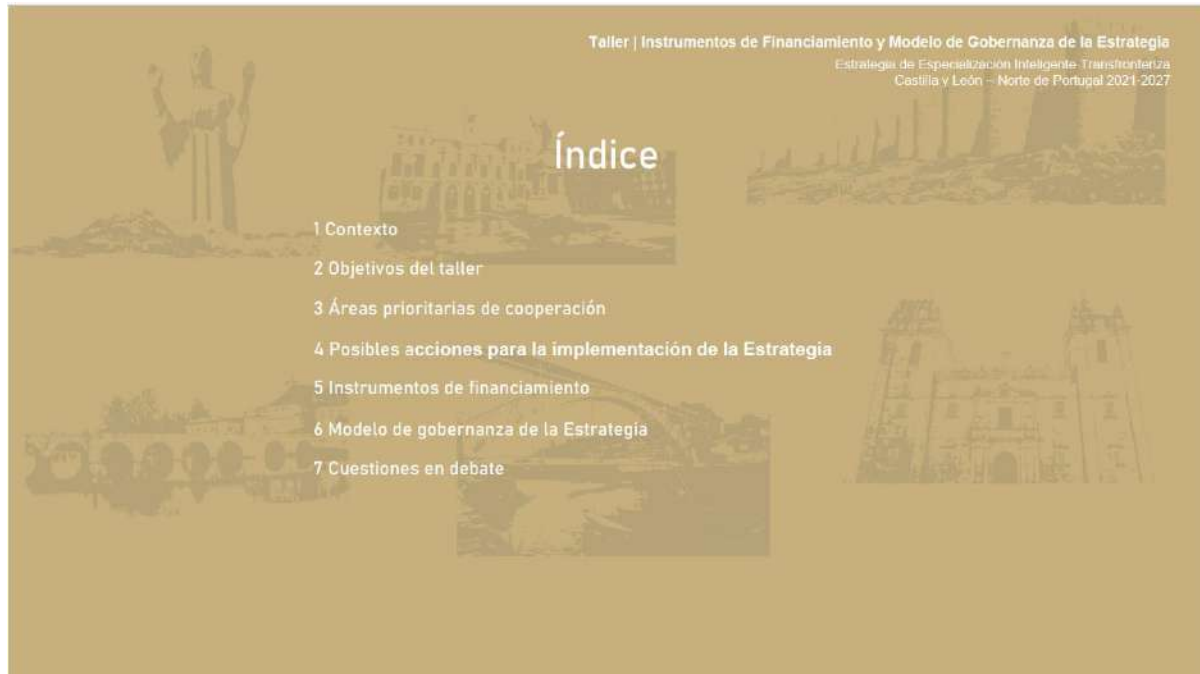 Taller | Instrumentos de Financiamiento y Modelo de Gobernanza de la Estrategia
Estrategia de Especialización Inteligente Transfronteriza
Castilla y León – Norte de Portugal 2021-2027
Índice
1 Contexto
2 Objetivos del taller
3 Áreas prioritarias de cooperación
4 Posibles acciones para la implementación de la Estrategia
5 Instrumentos de financiamiento
6 Modelo de gobernanza de la Estrategia
7 Cuestiones en debate